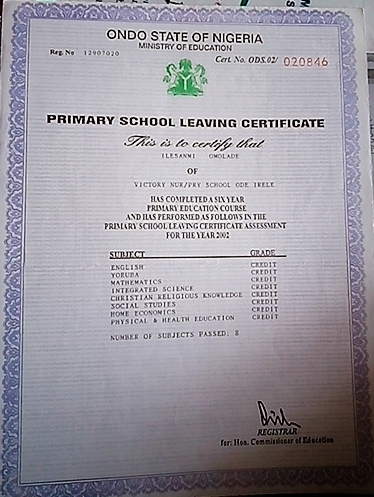 ONDO STATE OF NIGERIA
MINISTRY OF EDUCATION
Reg. No 12907020
Cert. No. ODS.02/ 020846
PRIMARY SCHOOL LEAVING CERTIFICATE
This is to certify that
ILESANMI OMOLADE
OF
VICTORY NUR/PRY SCHOOL ODE IRELE
HAS COMPLETED A SIX YEAR
PRIMARY EDUCATION COURSE
AND HAS PERFORMED AS FOLLOWS IN THE
PRIMARY SCHOOL LEAVING CERTIFICATE ASSESSMENT
FOR THE YEAR 2002
SUBJECT GRADE
ENGLISH CREDIT
YORUBA CREDIT
MATHEMATICS CREDIT
INTEGRATED SCIENCE CREDIT
CHRISTIAN RELIGIOUS KNOWLEDGE CREDIT
SOCIAL STUDIES CREDIT
HOME ECONOMICS CREDIT
PHYSICAL & HEALTH EDUCATION CREDIT
NUMBER OF SUBJECTS PASSED: 8
REGISTRAR
For: Hon. Commissioner of Education